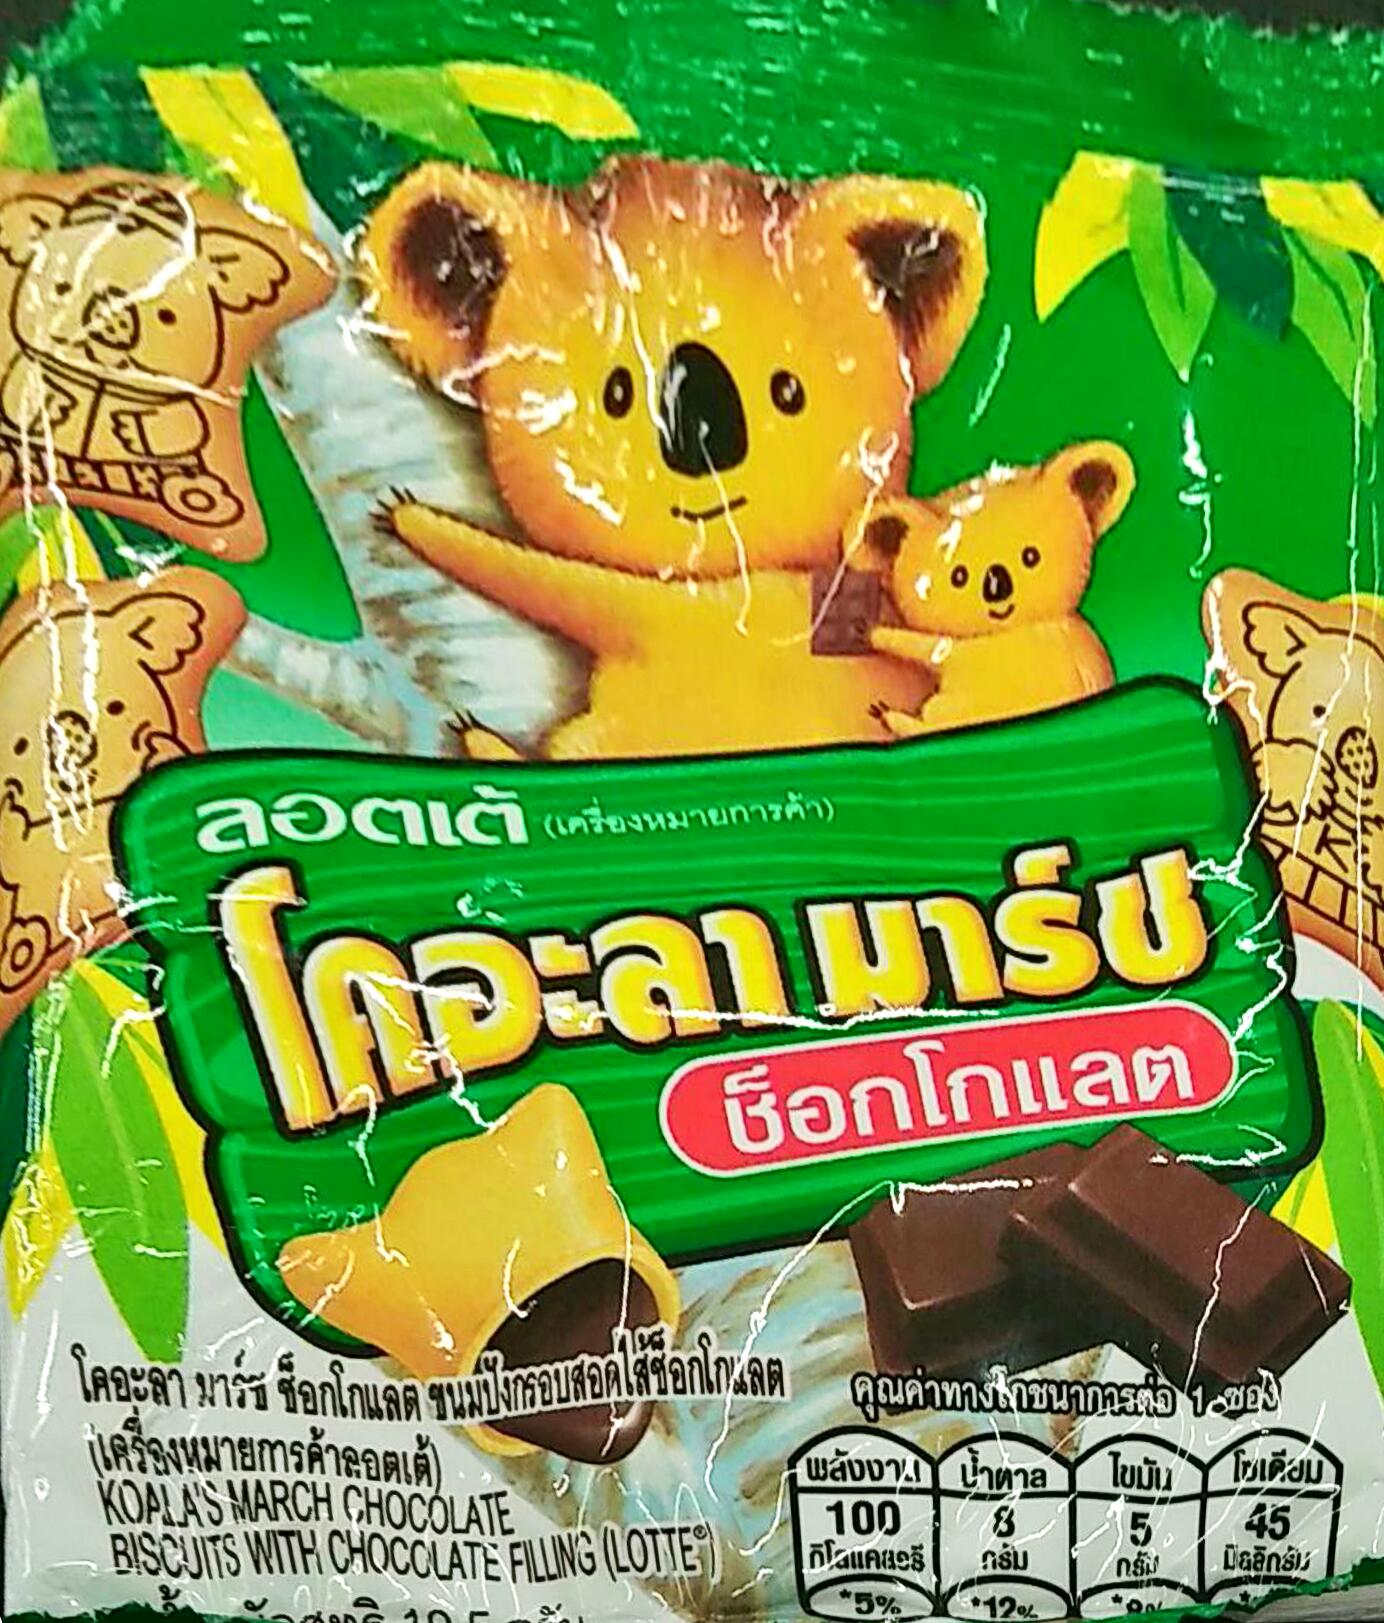 ลอตเต้ (เครื่องหมายการค้า)
โคอะลา มาร์ช
ช็อกโกแลต
โคอะลา มาร์ช ช็อกโกแลต ขนมปังกรอบสอดไส้ช็อกโกแลต
(เครื่องหมายการค้าลอตเต้)
KOALA'S MARCH CHOCOLATE
BISCUITS WITH CHOCOLATE FILLING (LOTTE®)
คุณค่าทางโภชนาการต่อ 1 ซอง
พลังงาน น้ำตาล ไขมัน โซเดียม
100 8 5 45
กิโลแคลอรี กรัม กรัม มิลลิกรัม
*5% *12%